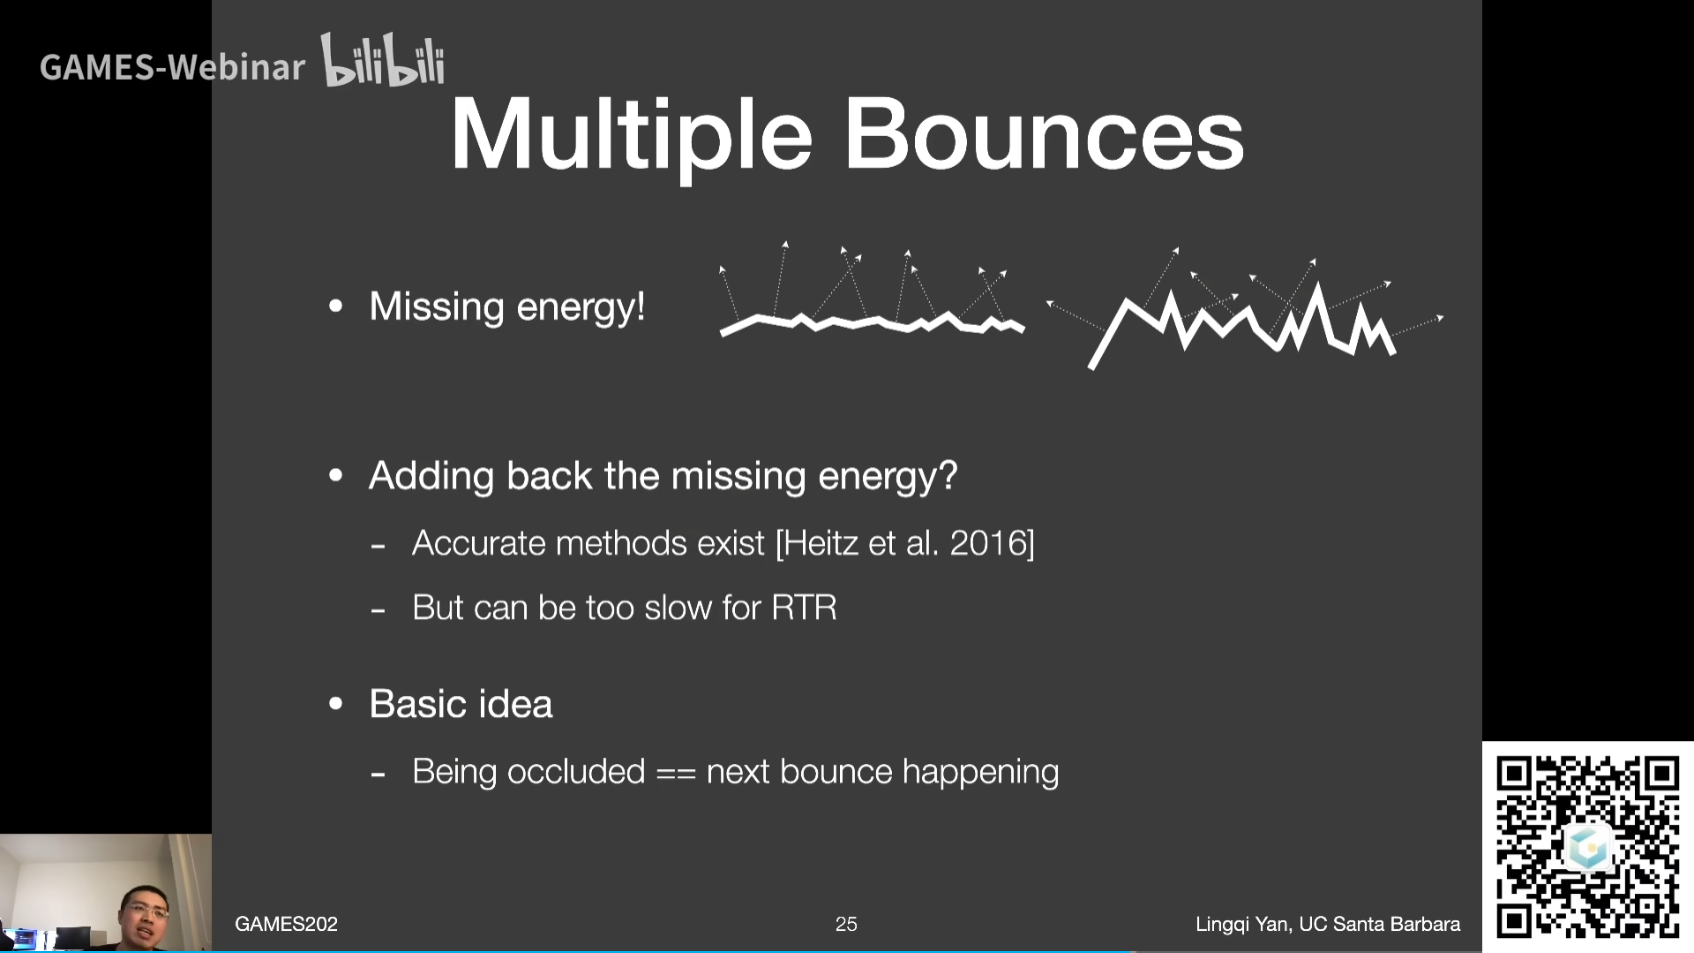 GAMES-Webinar bilibili
Multiple Bounces
• Missing energy!
• Adding back the missing energy?
- Accurate methods exist [Heitz et al. 2016]
- But can be too slow for RTR
• Basic idea
- Being occluded == next bounce happening
GAMES202
25
Lingqi Yan, UC Santa Barbara